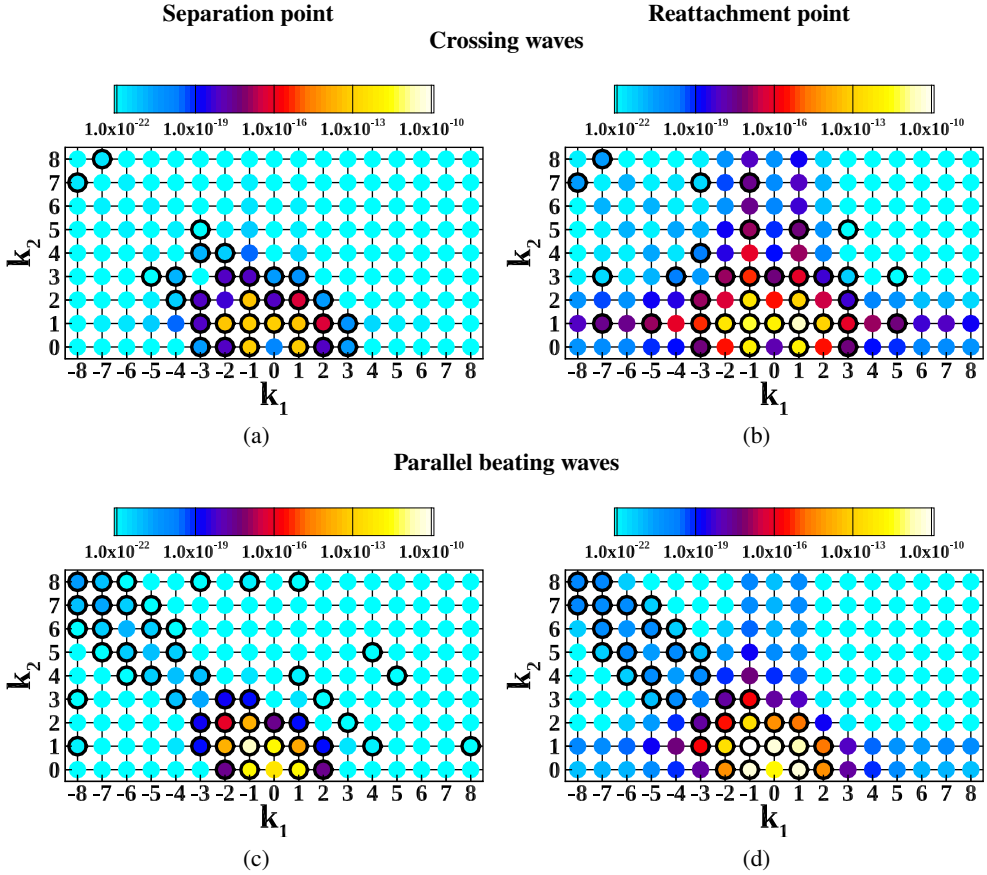 Separation point Reattachment point
Crossing waves
1.0x10-22 1.0x10-19 1.0x10-16 1.0x10-13 1.0x10-10 1.0x10-22 1.0x10-19 1.0x10-16 1.0x10-13 1.0x10-10
8 8
7 7
6 6
5 5
k2 4 k2 4
3 3
2 2
1 1
0 0
-8 -7 -6 -5 -4 -3 -2 -1 0 1 2 3 4 5 6 7 8 -8 -7 -6 -5 -4 -3 -2 -1 0 1 2 3 4 5 6 7 8
k1 k1
(a) (b)
Parallel beating waves
1.0x10-22 1.0x10-19 1.0x10-16 1.0x10-13 1.0x10-10 1.0x10-22 1.0x10-19 1.0x10-16 1.0x10-13 1.0x10-10
8 8
7 7
6 6
5 5
k2 4 k2 4
3 3
2 2
1 1
0 0
-8 -7 -6 -5 -4 -3 -2 -1 0 1 2 3 4 5 6 7 8 -8 -7 -6 -5 -4 -3 -2 -1 0 1 2 3 4 5 6 7 8
k1 k1
(c) (d)